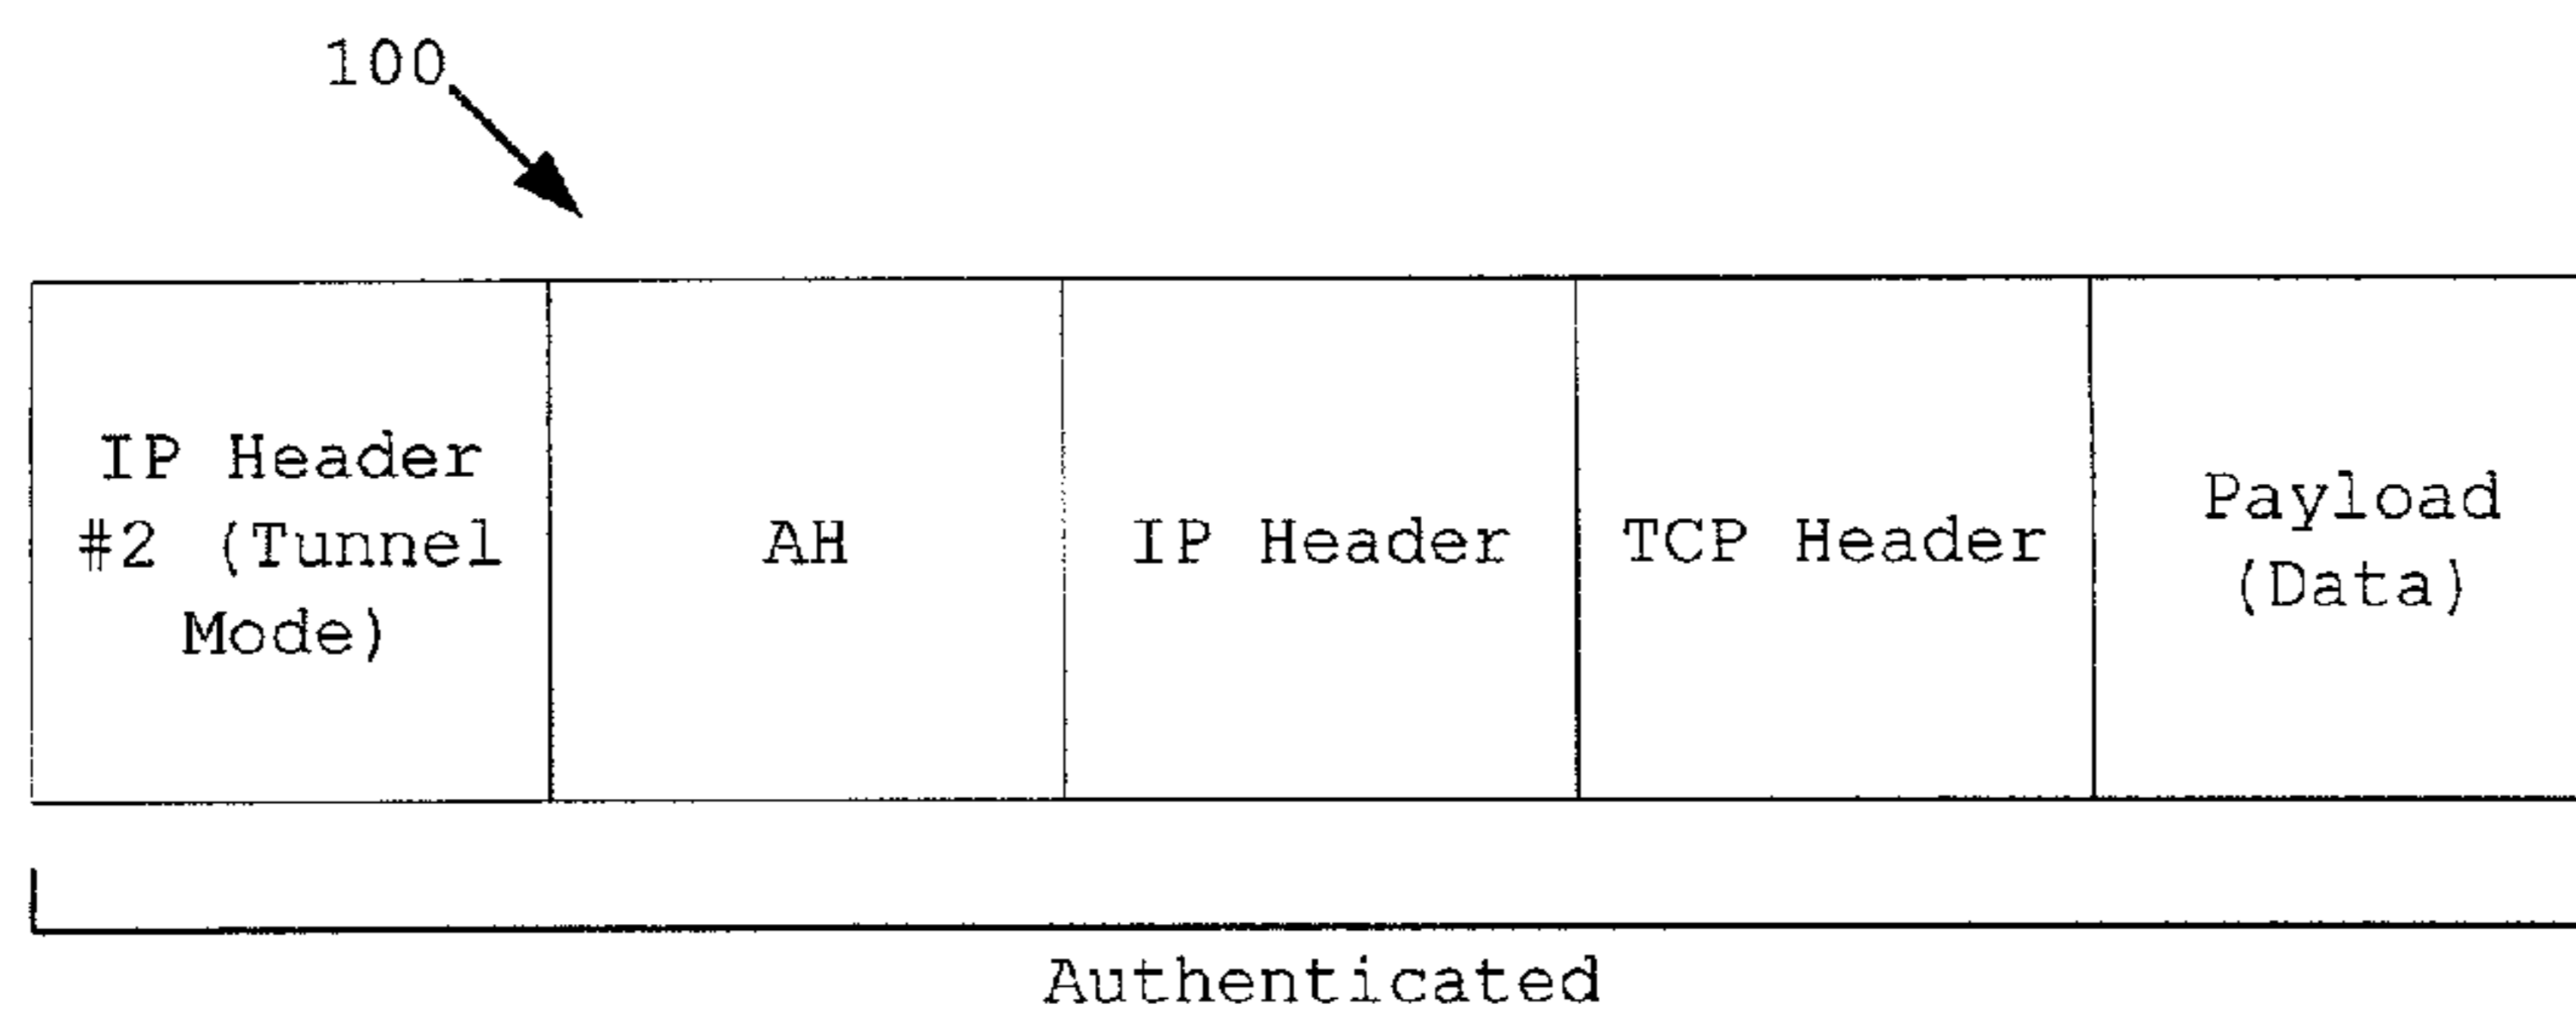 100
IP Header
#2 (Tunnel
Mode)
AH
IP Header
TCP Header
Payload
(Data)
Authenticated